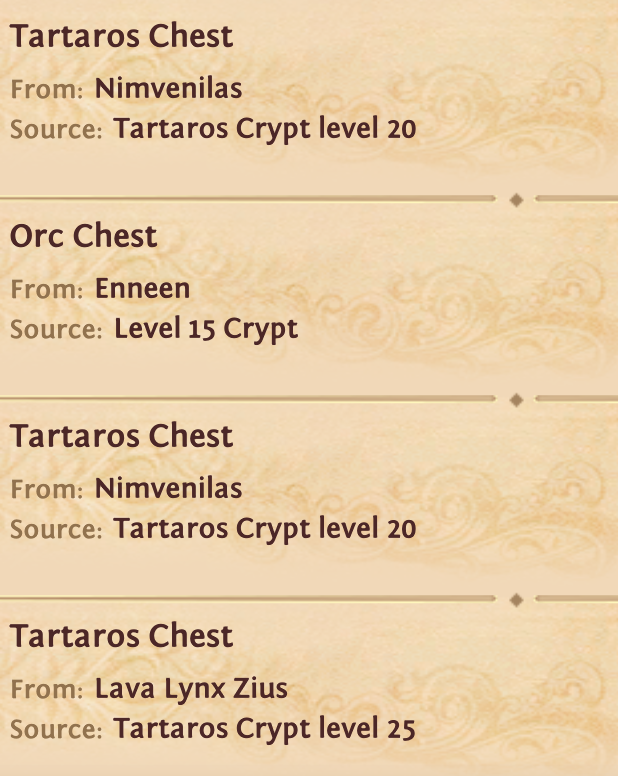 Tartaros Chest
From: Nimvenilas
Source: Tartaros Crypt level 20
Orc Chest
From: Enneen
Source: Level 15 Crypt
Tartaros Chest
From: Nimvenilas
Source: Tartaros Crypt level 20
Tartaros Chest
From: Lava Lynx Zius
Source: Tartaros Crypt level 25